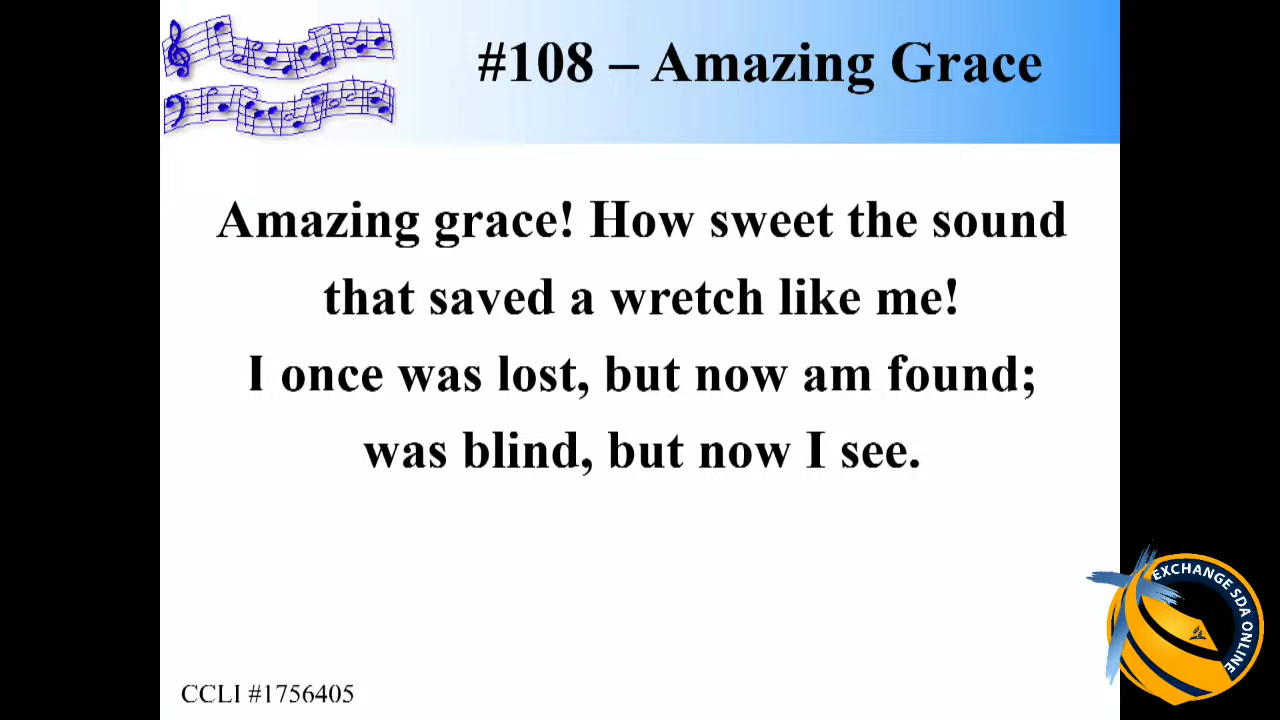 #108 – Amazing Grace
Amazing grace! How sweet the sound
that saved a wretch like me!
I once was lost, but now am found;
was blind, but now I see.
CCLI #1756405
EXCHANGE SDA ONLINE